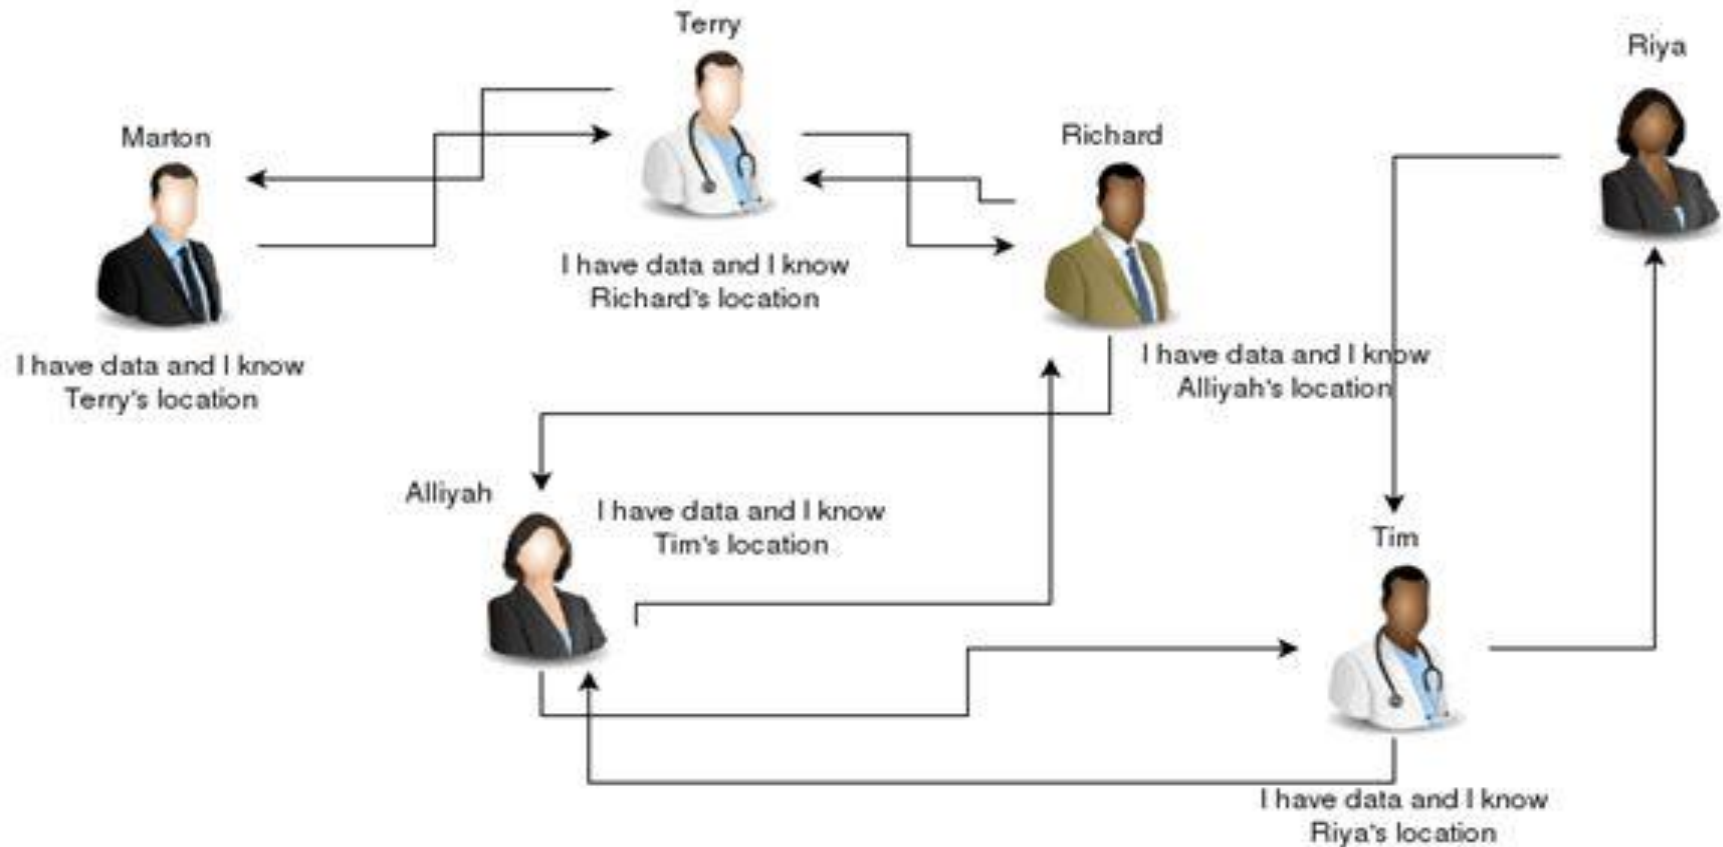 Terry
Riya
Marton
Richard
I have data and I know
Richard's location
I have data and I know
Terry's location
I have data and I know
Alliyah's location
Alliyah
I have data and I know
Tim's location
Tim
I have data and I know
Riya's location